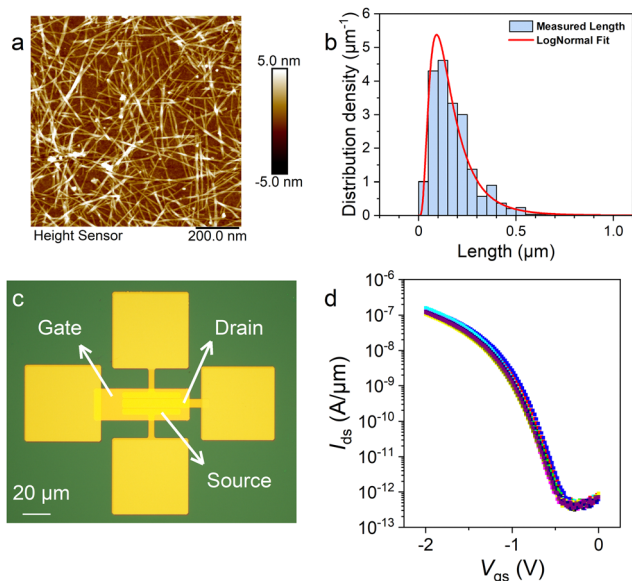 a
5.0 nm
-5.0 nm
Height Sensor
200.0 nm
b
Distribution density (μm⁻¹)
6
5
4
3
2
1
0
Measured Length
LogNormal Fit
0.0
0.5
1.0
Length (μm)
c
Gate
Drain
Source
20 μm
d
I_ds (A/μm)
10⁻⁶
10⁻⁷
10⁻⁸
10⁻⁹
10⁻¹⁰
10⁻¹¹
10⁻¹²
10⁻¹³
-2
-1
0
V_gs (V)